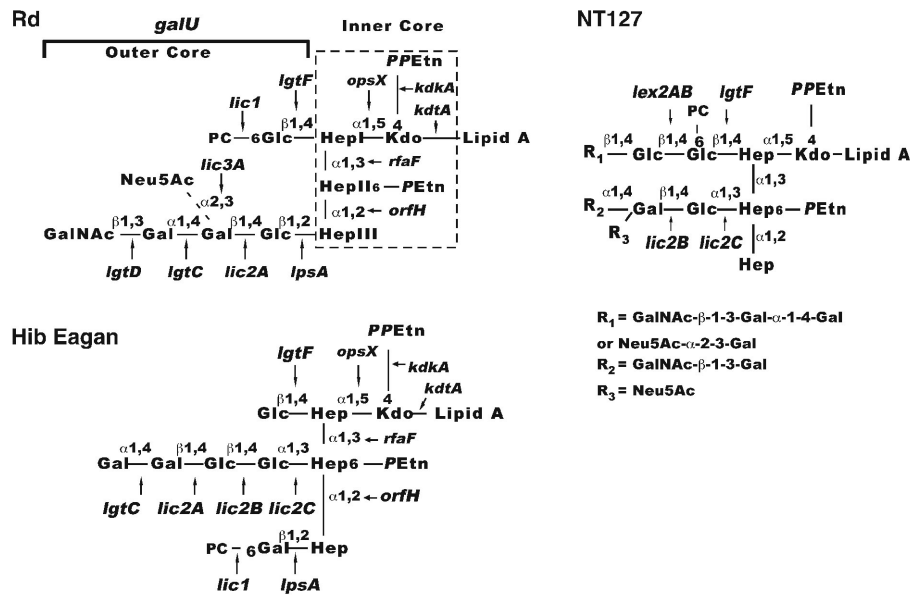 Rd
galU
Outer Core
Inner Core
PPEtn
lgtF
opsX
kdkA
lic1
kdtA
β1,4
α1,5
4
PC
6Glc
HepI
Kdo
Lipid A
lic3A
α1,3
rfaF
Neu5Ac
α2,3
HepII6
PEtn
α1,2
orfH
β1,3
α1,4
β1,4
β1,2
GalNAc
Gal
Gal
Glc
HepIII
lgtD
lgtC
lic2A
lpsA
NT127
lex2AB
lgtF
PPEtn
PC
β1,4
β1,4
6
β1,4
α1,5
4
R1
Glc
Glc
Hep
Kdo
Lipid A
α1,3
α1,4
β1,4
α1,3
R2
Gal
Glc
Hep6
PEtn
R3
lic2B
lic2C
α1,2
Hep
R1 = GalNAc-β-1-3-Gal-α-1-4-Gal
or Neu5Ac-α-2-3-Gal
R2 = GalNAc-β-1-3-Gal
R3 = Neu5Ac
Hib Eagan
PPEtn
lgtF
opsX
kdkA
kdtA
β1,4
α1,5
4
Glc
Hep
Kdo
Lipid A
α1,3
rfaF
α1,4
β1,4
β1,4
α1,3
Gal
Gal
Glc
Glc
Hep6
PEtn
lgtC
lic2A
lic2B
lic2C
α1,2
orfH
β1,2
PC
6Gal
Hep
lic1
lpsA